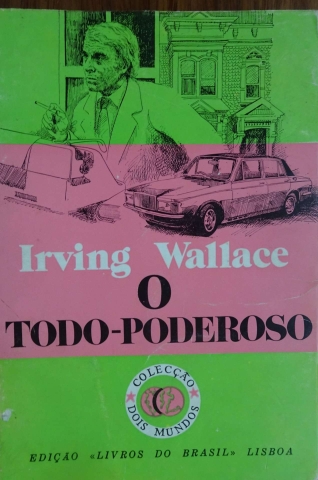 Irving Wallace
O
TODO-PODEROSO
COLECÇÃO
DOIS MUNDOS
EDIÇÃO «LIVROS DO BRASIL» LISBOA